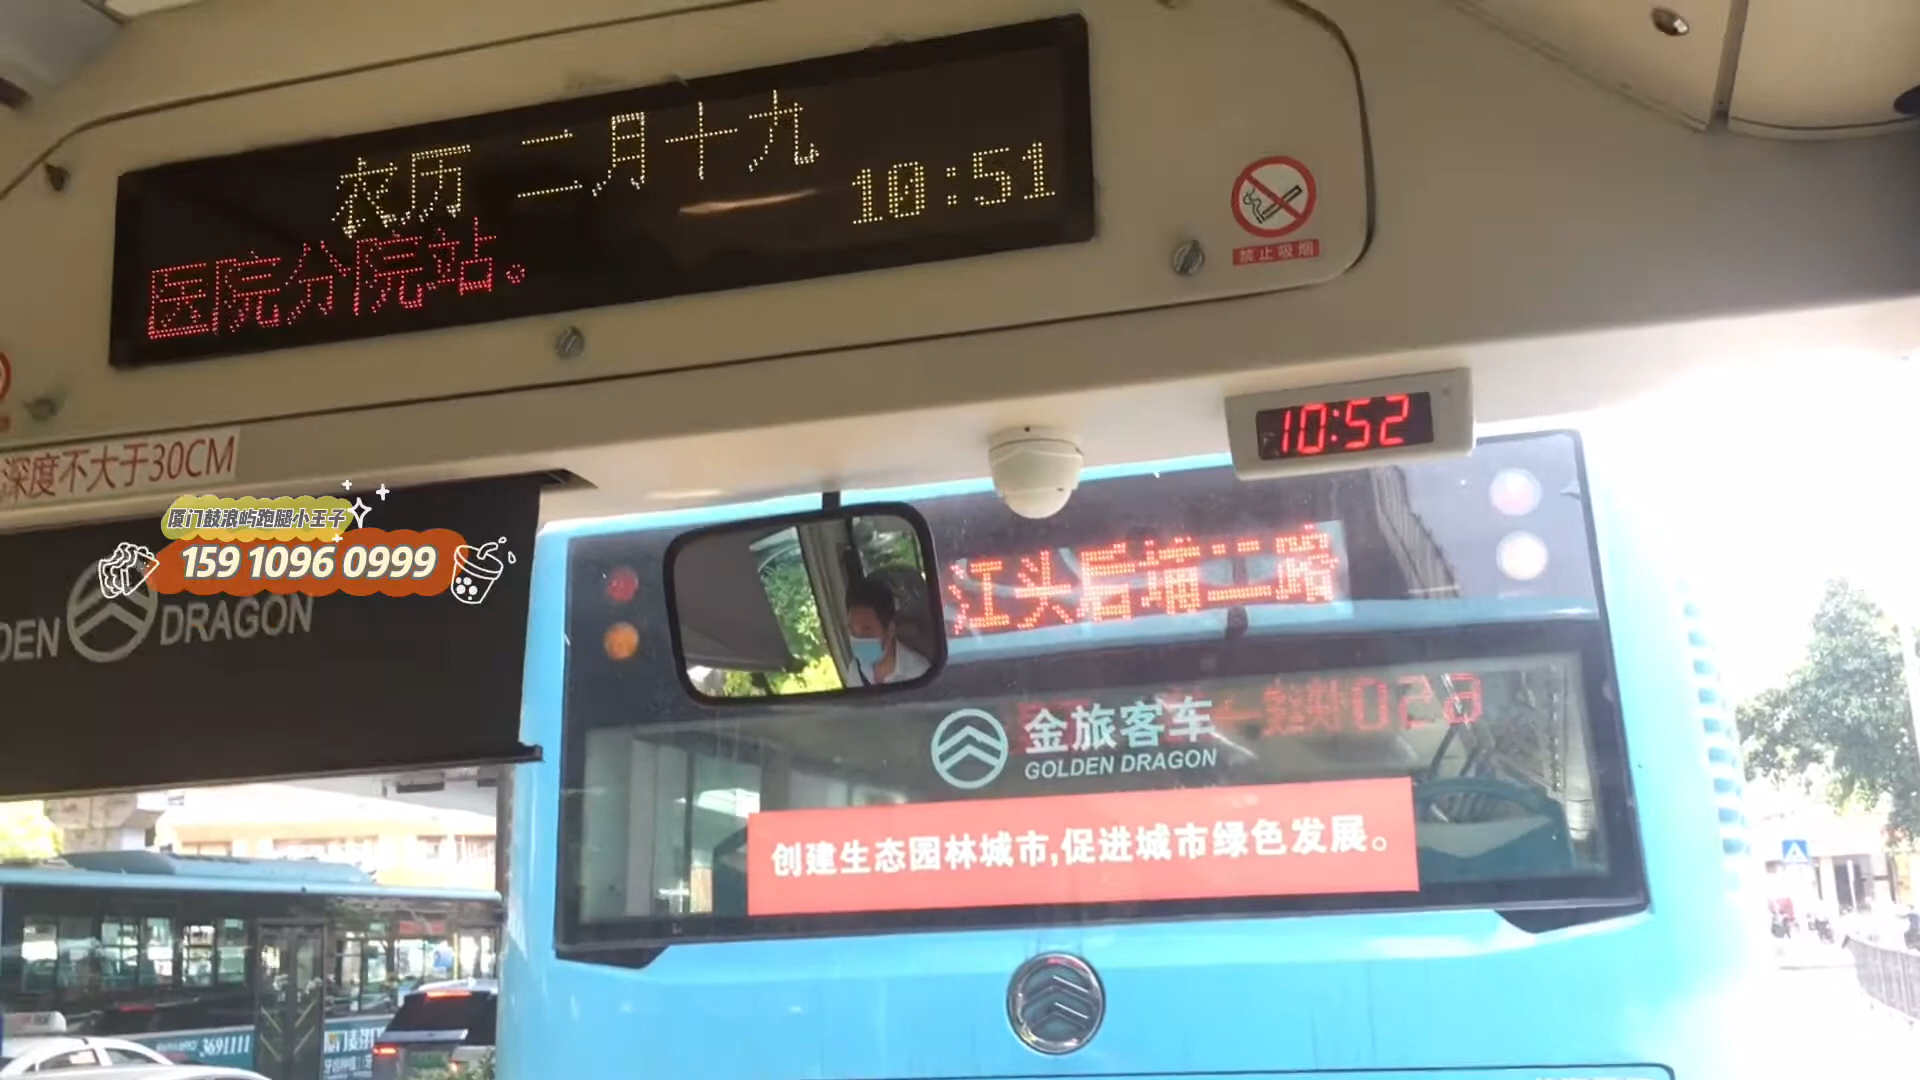 农历 二月十九
10:51
医院分院站。
禁止吸烟
10:52
深度不大于30CM
厦门鼓浪屿跑腿小王子
159 1096 0999
DEN DRAGON
江头后埔二路
金旅客车
GOLDEN DRAGON
创建生态园林城市,促进城市绿色发展。
3691111